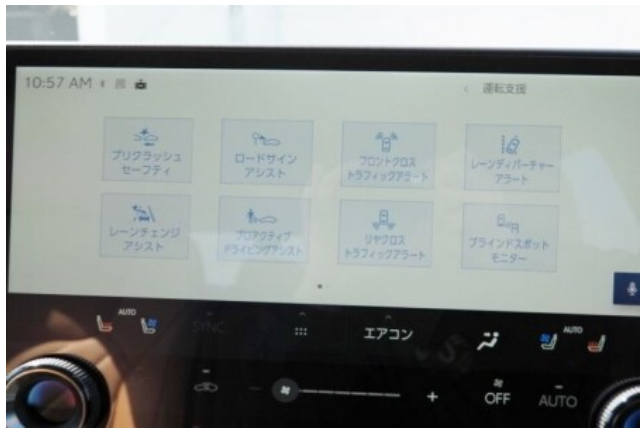 10:57 AM
運転支援
プリクラッシュ
セーフティ
ロードサイン
アシスト
フロントクロス
トラフィックアラート
レーンディパーチャー
アラート
レーンチェンジ
アシスト
プロアクティブ
ドライビングアシスト
リヤクロス
トラフィックアラート
ブラインドスポット
モニター
AUTO
SYNC
エアコン
AUTO
OFF
AUTO